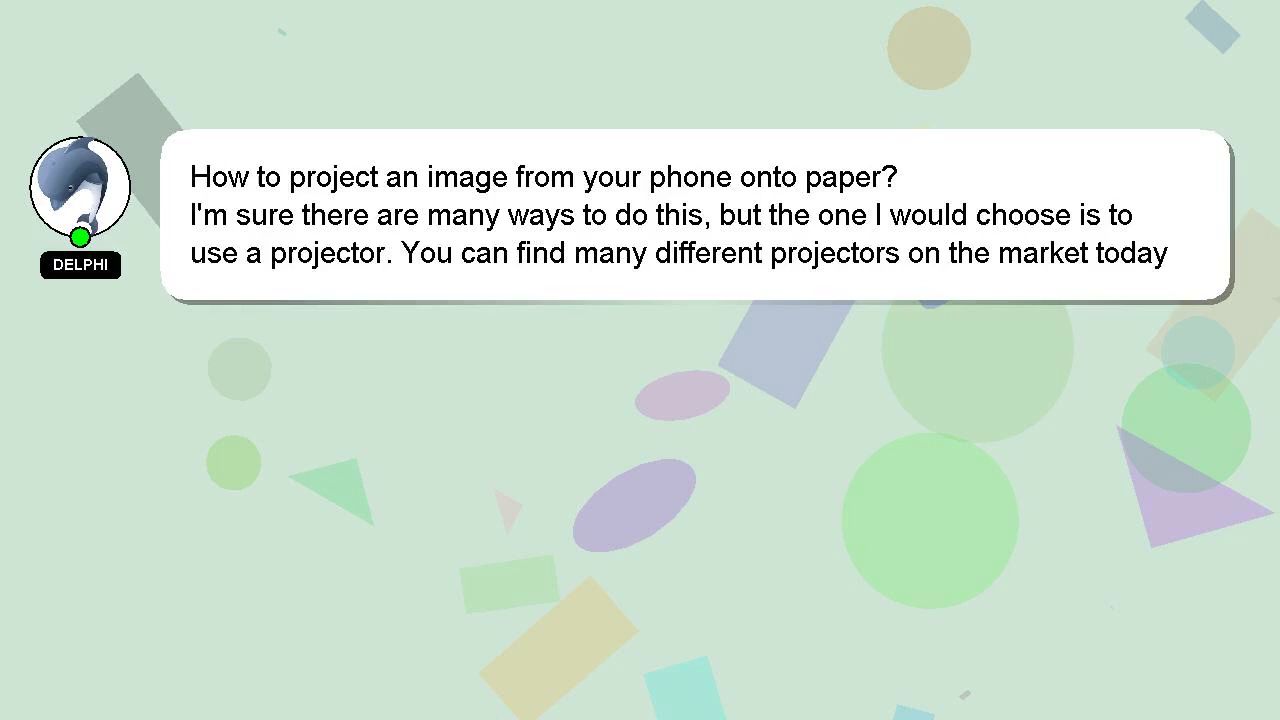 How to project an image from your phone onto paper?
I'm sure there are many ways to do this, but the one I would choose is to
use a projector. You can find many different projectors on the market today
DELPHI